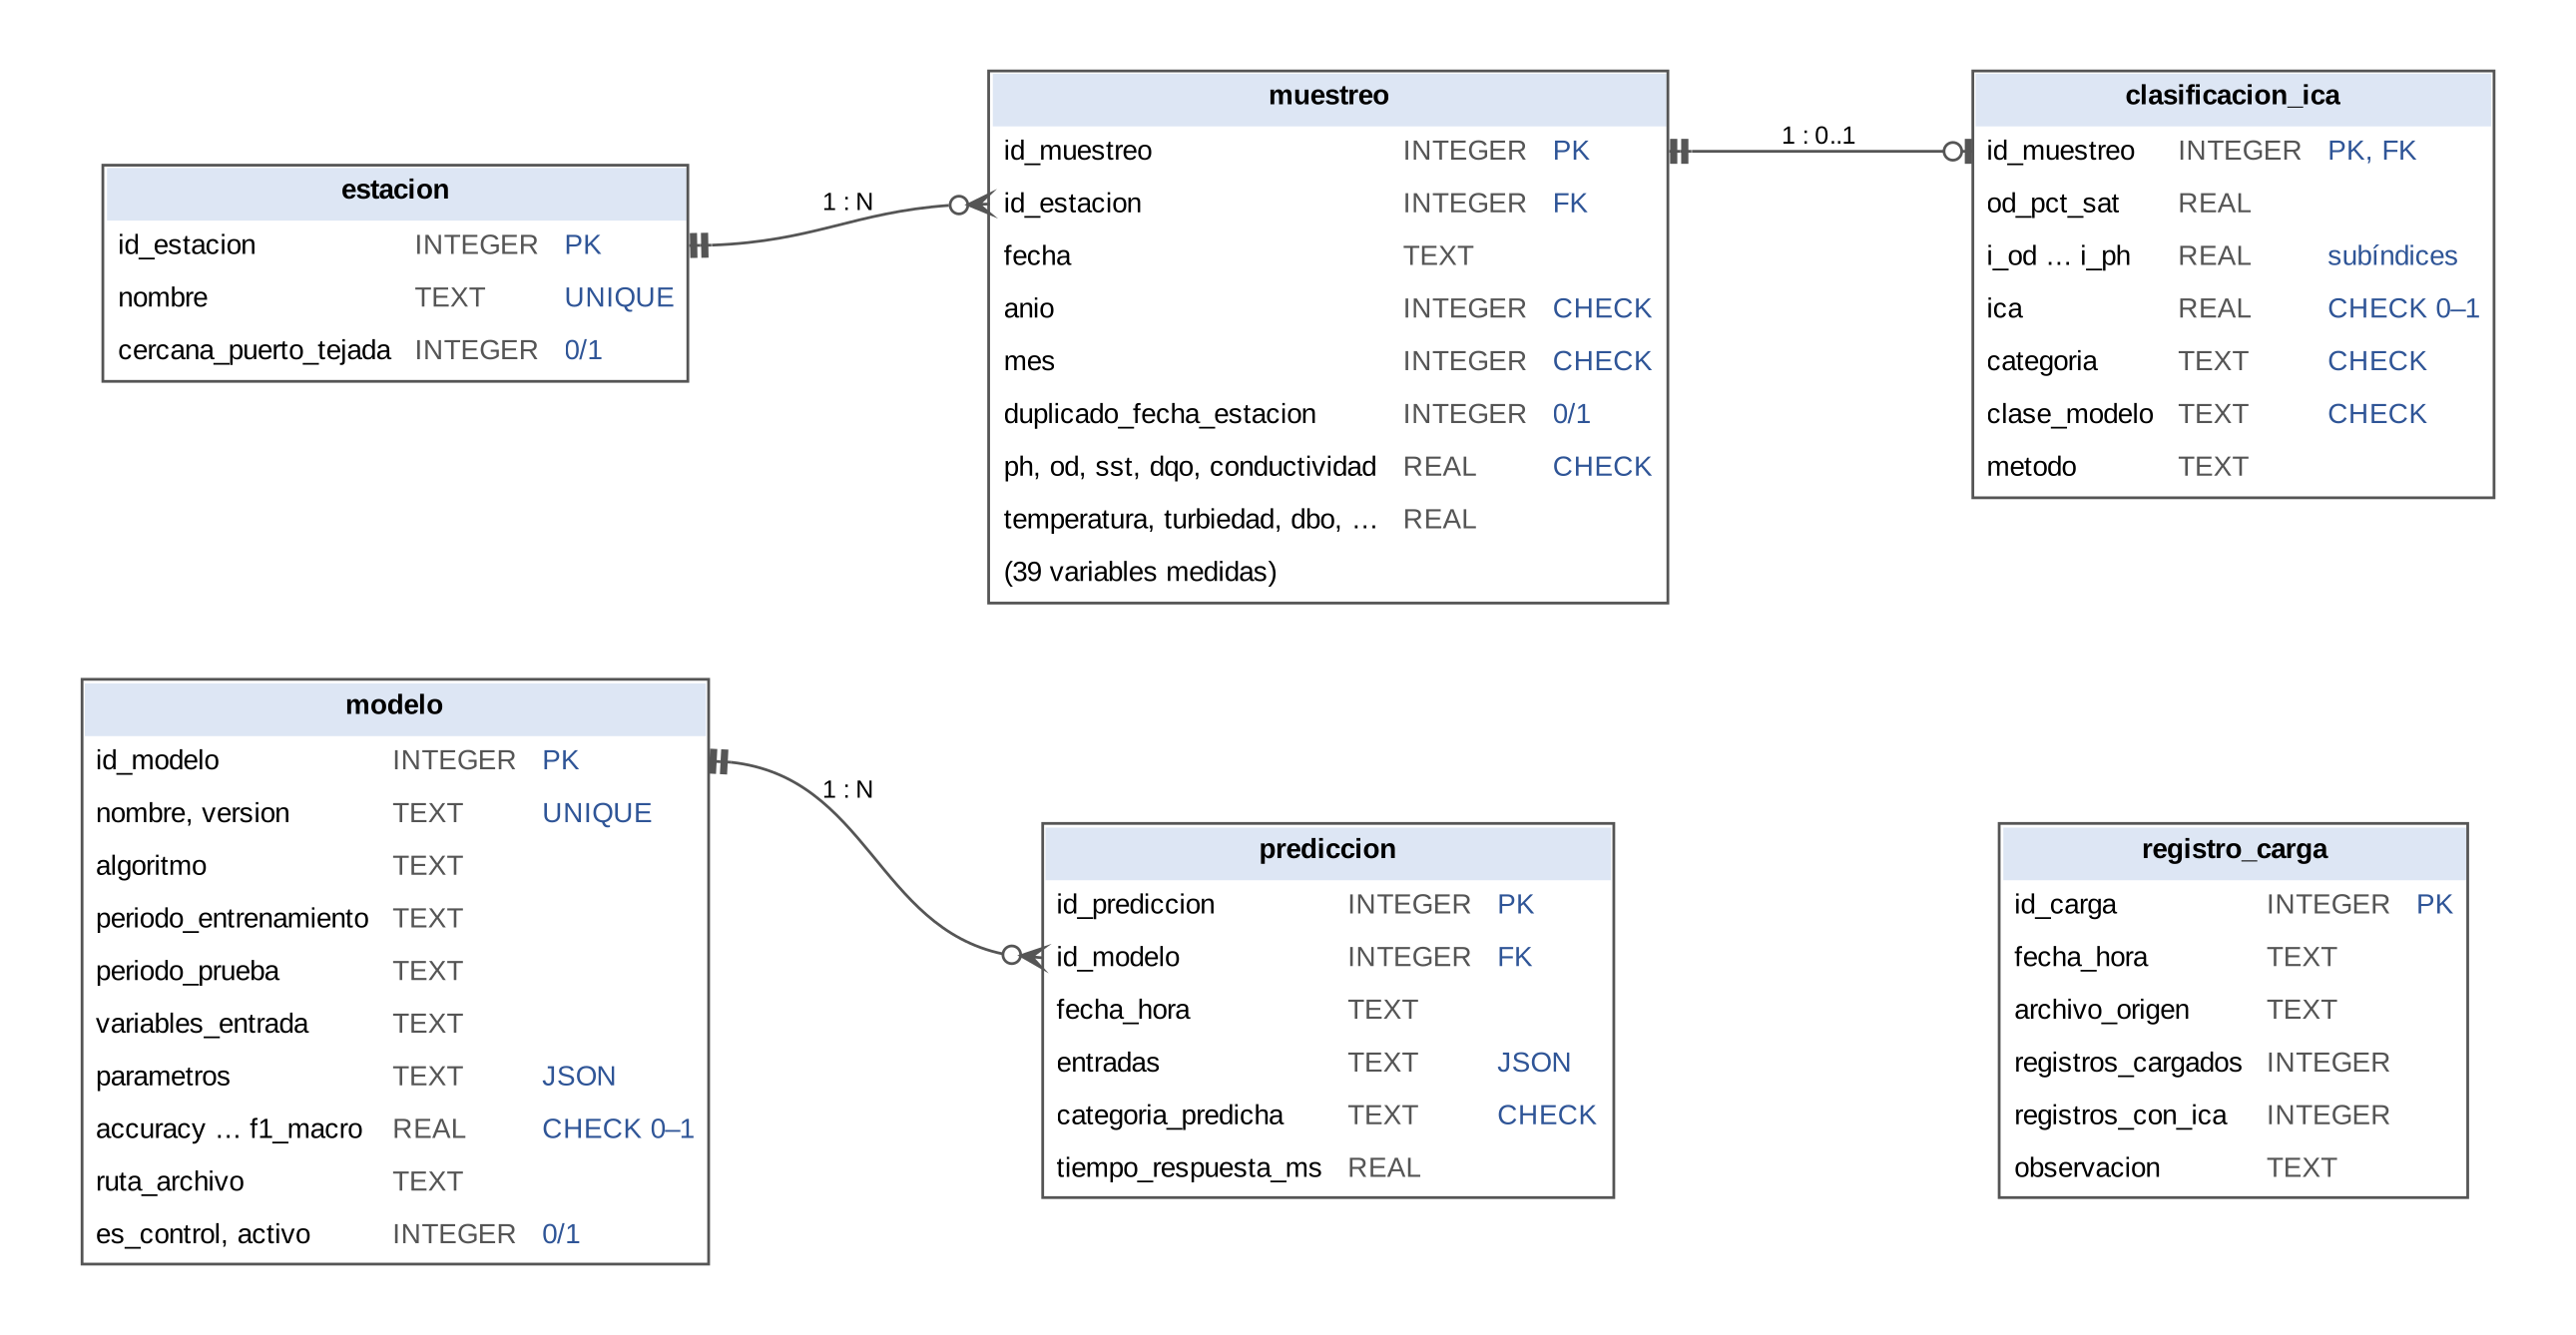 estacion
id_estacion INTEGER PK
nombre TEXT UNIQUE
cercana_puerto_tejada INTEGER 0/1
1 : N
muestreo
id_muestreo INTEGER PK
id_estacion INTEGER FK
fecha TEXT
anio INTEGER CHECK
mes INTEGER CHECK
duplicado_fecha_estacion INTEGER 0/1
ph, od, sst, dqo, conductividad REAL CHECK
temperatura, turbiedad, dbo, … REAL
(39 variables medidas)
1 : 0..1
clasificacion_ica
id_muestreo INTEGER PK, FK
od_pct_sat REAL
i_od … i_ph REAL subíndices
ica REAL CHECK 0–1
categoria TEXT CHECK
clase_modelo TEXT CHECK
metodo TEXT
modelo
id_modelo INTEGER PK
nombre, version TEXT UNIQUE
algoritmo TEXT
periodo_entrenamiento TEXT
periodo_prueba TEXT
variables_entrada TEXT
parametros TEXT JSON
accuracy … f1_macro REAL CHECK 0–1
ruta_archivo TEXT
es_control, activo INTEGER 0/1
1 : N
prediccion
id_prediccion INTEGER PK
id_modelo INTEGER FK
fecha_hora TEXT
entradas TEXT JSON
categoria_predicha TEXT CHECK
tiempo_respuesta_ms REAL
registro_carga
id_carga INTEGER PK
fecha_hora TEXT
archivo_origen TEXT
registros_cargados INTEGER
registros_con_ica INTEGER
observacion TEXT